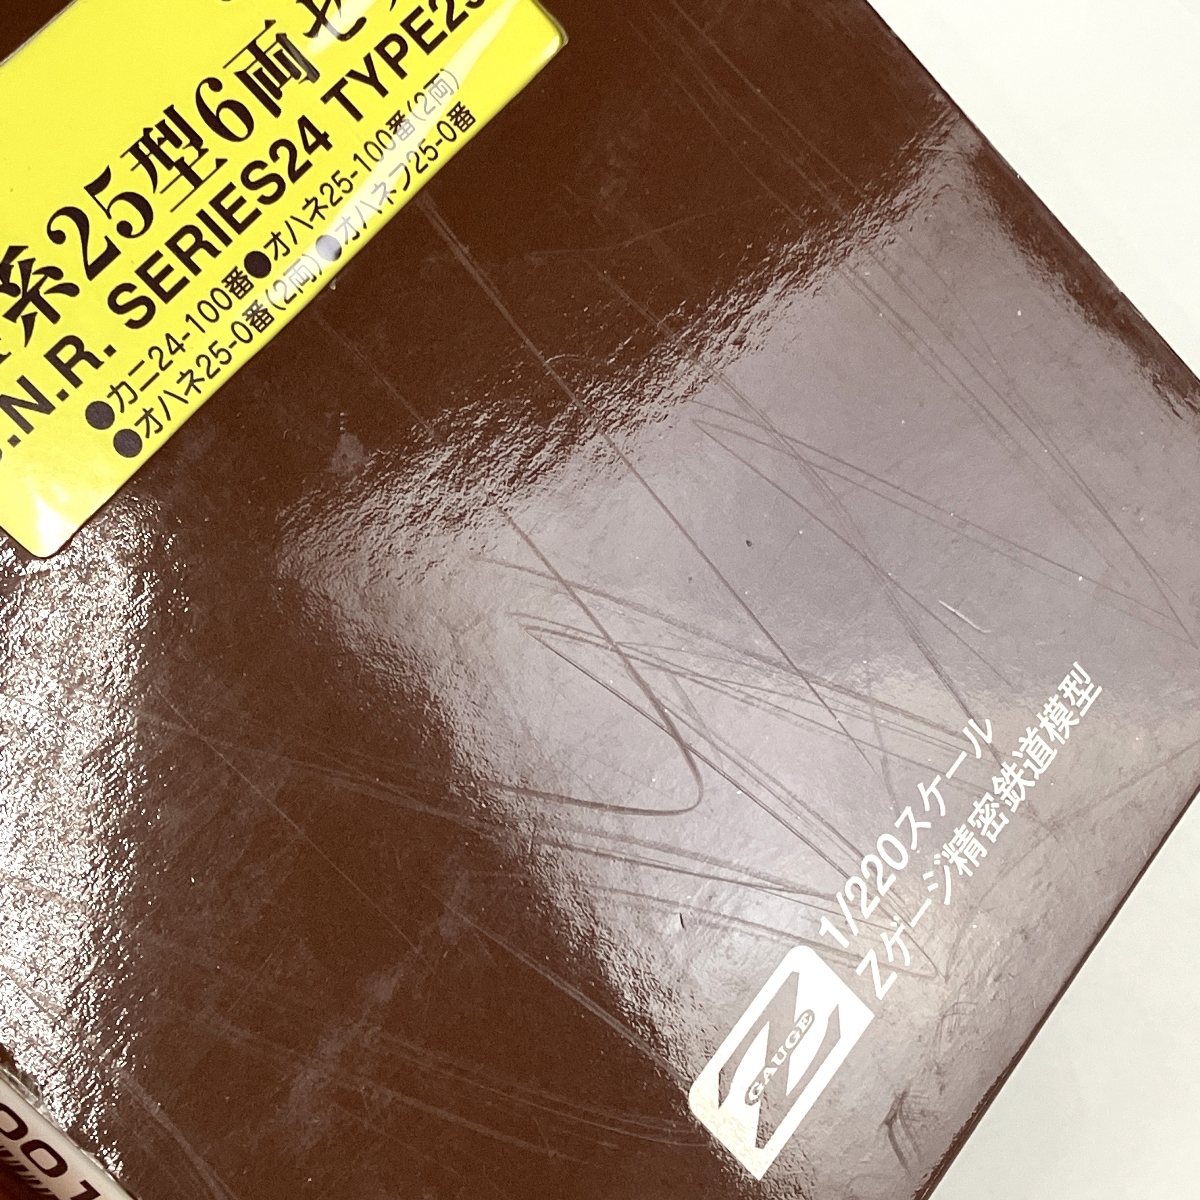 系25型6両セ
.N.R. SERIES24 TYPE25
●カニ24-100番●オハネ25-100番(2両)
●オハネ25-0番(2両)●オハネフ25-0番
1/220スケール
Zゲージ精密鉄道模型
Z GAUGE
001